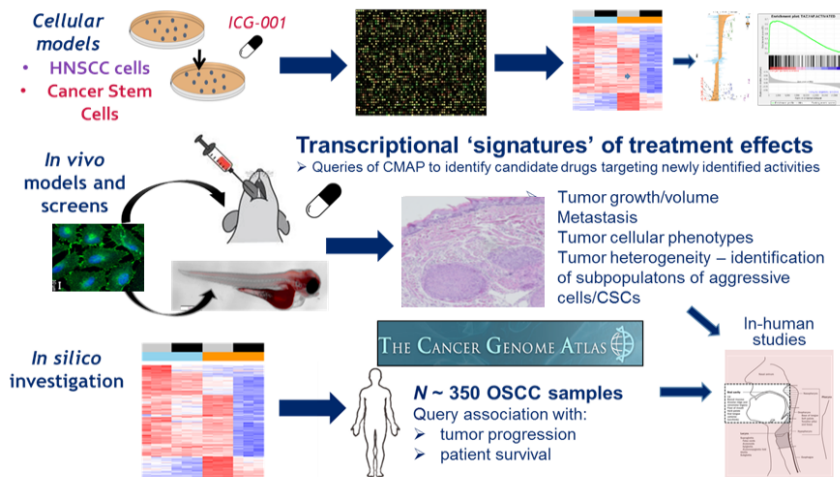 Cellular
models
• HNSCC cells
• Cancer Stem
Cells
ICG-001
Transcriptional ‘signatures’ of treatment effects
➢ Queries of CMAP to identify candidate drugs targeting newly identified activities
In vivo
models and
screens
Tumor growth/volume
Metastasis
Tumor cellular phenotypes
Tumor heterogeneity – identification
of subpopulatons of aggressive
cells/CSCs
In silico
investigation
THE CANCER GENOME ATLAS
N ~ 350 OSCC samples
Query association with:
➢ tumor progression
➢ patient survival
In-human
studies